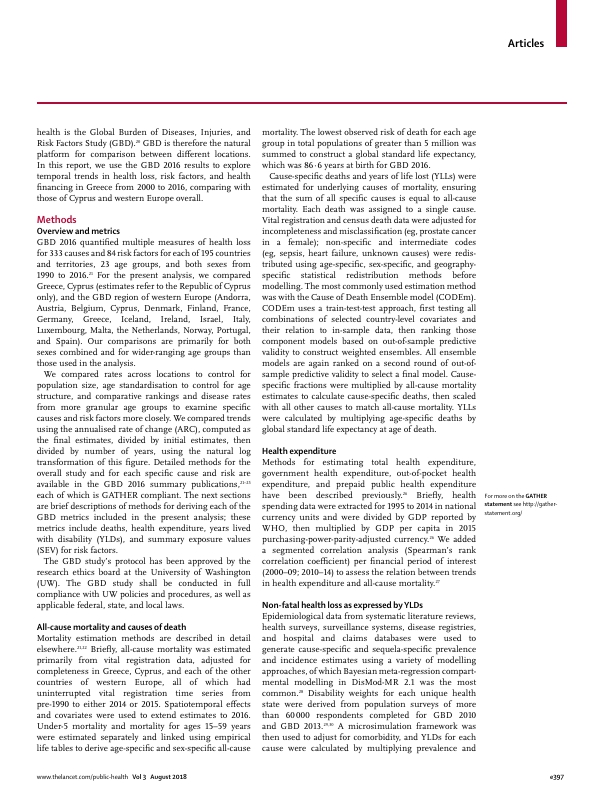 Articles
health is the Global Burden of Diseases, Injuries, and
Risk Factors Study (GBD).20 GBD is therefore the natural
platform for comparison between different locations.
In this report, we use the GBD 2016 results to explore
temporal trends in health loss, risk factors, and health
financing in Greece from 2000 to 2016, comparing with
those of Cyprus and western Europe overall.
Methods
Overview and metrics
GBD 2016 quantified multiple measures of health loss
for 333 causes and 84 risk factors for each of 195 countries
and territories, 23 age groups, and both sexes from
1990 to 2016.21 For the present analysis, we compared
Greece, Cyprus (estimates refer to the Republic of Cyprus
only), and the GBD region of western Europe (Andorra,
Austria, Belgium, Cyprus, Denmark, Finland, France,
Germany, Greece, Iceland, Ireland, Israel, Italy,
Luxembourg, Malta, the Netherlands, Norway, Portugal,
and Spain). Our comparisons are primarily for both
sexes combined and for wider-ranging age groups than
those used in the analysis.
We compared rates across locations to control for
population size, age standardisation to control for age
structure, and comparative rankings and disease rates
from more granular age groups to examine specific
causes and risk factors more closely. We compared trends
using the annualised rate of change (ARC), computed as
the final estimates, divided by initial estimates, then
divided by number of years, using the natural log
transformation of this figure. Detailed methods for the
overall study and for each specific cause and risk are
available in the GBD 2016 summary publications,21–25
each of which is GATHER compliant. The next sections
are brief descriptions of methods for deriving each of the
GBD metrics included in the present analysis; these
metrics include deaths, health expenditure, years lived
with disability (YLDs), and summary exposure values
(SEV) for risk factors.
The GBD study's protocol has been approved by the
research ethics board at the University of Washington
(UW). The GBD study shall be conducted in full
compliance with UW policies and procedures, as well as
applicable federal, state, and local laws.
All-cause mortality and causes of death
Mortality estimation methods are described in detail
elsewhere.21,22 Briefly, all-cause mortality was estimated
primarily from vital registration data, adjusted for
completeness in Greece, Cyprus, and each of the other
countries of western Europe, all of which had
uninterrupted vital registration time series from
pre-1990 to either 2014 or 2015. Spatiotemporal effects
and covariates were used to extend estimates to 2016.
Under-5 mortality and mortality for ages 15–59 years
were estimated separately and linked using empirical
life tables to derive age-specific and sex-specific all-cause
mortality. The lowest observed risk of death for each age
group in total populations of greater than 5 million was
summed to construct a global standard life expectancy,
which was 86·6 years at birth for GBD 2016.
Cause-specific deaths and years of life lost (YLLs) were
estimated for underlying causes of mortality, ensuring
that the sum of all specific causes is equal to all-cause
mortality. Each death was assigned to a single cause.
Vital registration and census death data were adjusted for
incompleteness and misclassification (eg, prostate cancer
in a female); non-specific and intermediate codes
(eg, sepsis, heart failure, unknown causes) were redis-
tributed using age-specific, sex-specific, and geography-
specific statistical redistribution methods before
modelling. The most commonly used estimation method
was with the Cause of Death Ensemble model (CODEm).
CODEm uses a train-test-test approach, first testing all
combinations of selected country-level covariates and
their relation to in-sample data, then ranking those
component models based on out-of-sample predictive
validity to construct weighted ensembles. All ensemble
models are again ranked on a second round of out-of-
sample predictive validity to select a final model. Cause-
specific fractions were multiplied by all-cause mortality
estimates to calculate cause-specific deaths, then scaled
with all other causes to match all-cause mortality. YLLs
were calculated by multiplying age-specific deaths by
global standard life expectancy at age of death.
Health expenditure
Methods for estimating total health expenditure,
government health expenditure, out-of-pocket health
expenditure, and prepaid public health expenditure
have been described previously.26 Briefly, health
spending data were extracted for 1995 to 2014 in national
currency units and were divided by GDP reported by
WHO, then multiplied by GDP per capita in 2015
purchasing-power-parity-adjusted currency.26 We added
a segmented correlation analysis (Spearman's rank
correlation coefficient) per financial period of interest
(2000–09; 2010–14) to assess the relation between trends
in health expenditure and all-cause mortality.27
Non-fatal health loss as expressed by YLDs
Epidemiological data from systematic literature reviews,
health surveys, surveillance systems, disease registries,
and hospital and claims databases were used to
generate cause-specific and sequela-specific prevalence
and incidence estimates using a variety of modelling
approaches, of which Bayesian meta-regression compart-
mental modelling in DisMod-MR 2.1 was the most
common.28 Disability weights for each unique health
state were derived from population surveys of more
than 60 000 respondents completed for GBD 2010
and GBD 2013.29,30 A microsimulation framework was
then used to adjust for comorbidity, and YLDs for each
cause were calculated by multiplying prevalence and
For more on the GATHER
statement see http://gather-
statement.org/
www.thelancet.com/public-health Vol 3 August 2018
e397